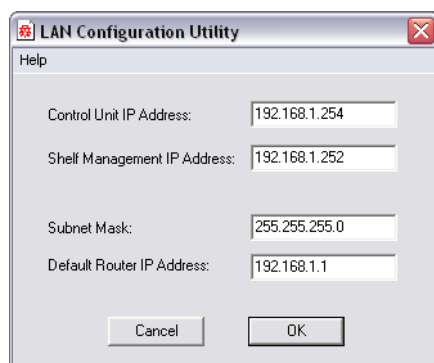 LAN Configuration Utility
Help
Control Unit IP Address: 192.168.1.254
Shelf Management IP Address: 192.168.1.252
Subnet Mask: 255.255.255.0
Default Router IP Address: 192.168.1.1
Cancel OK